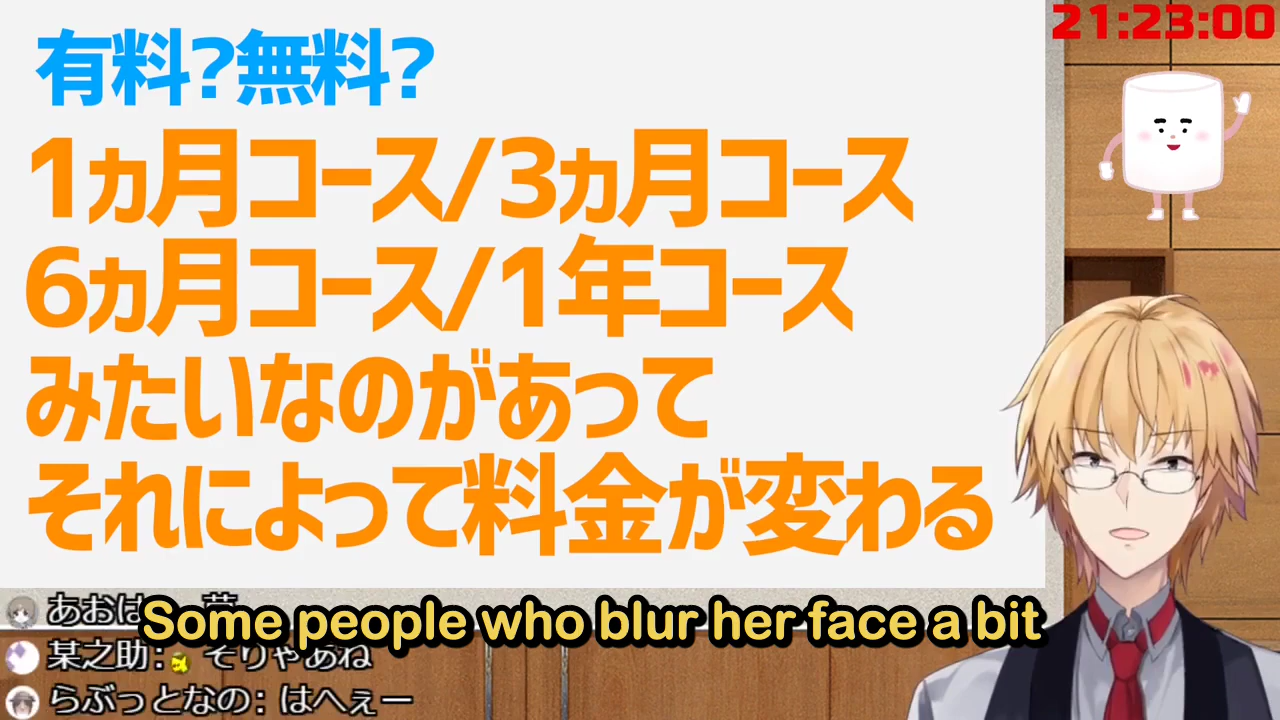 有料?無料?
21:23:00
1ヵ月コース/3ヵ月コース
6ヵ月コース/1年コース
みたいなのがあって
それによって料金が変わる
あおは
Some people who blur her face a bit
某之助: そりゃあね
らぶっとなの: はへぇー